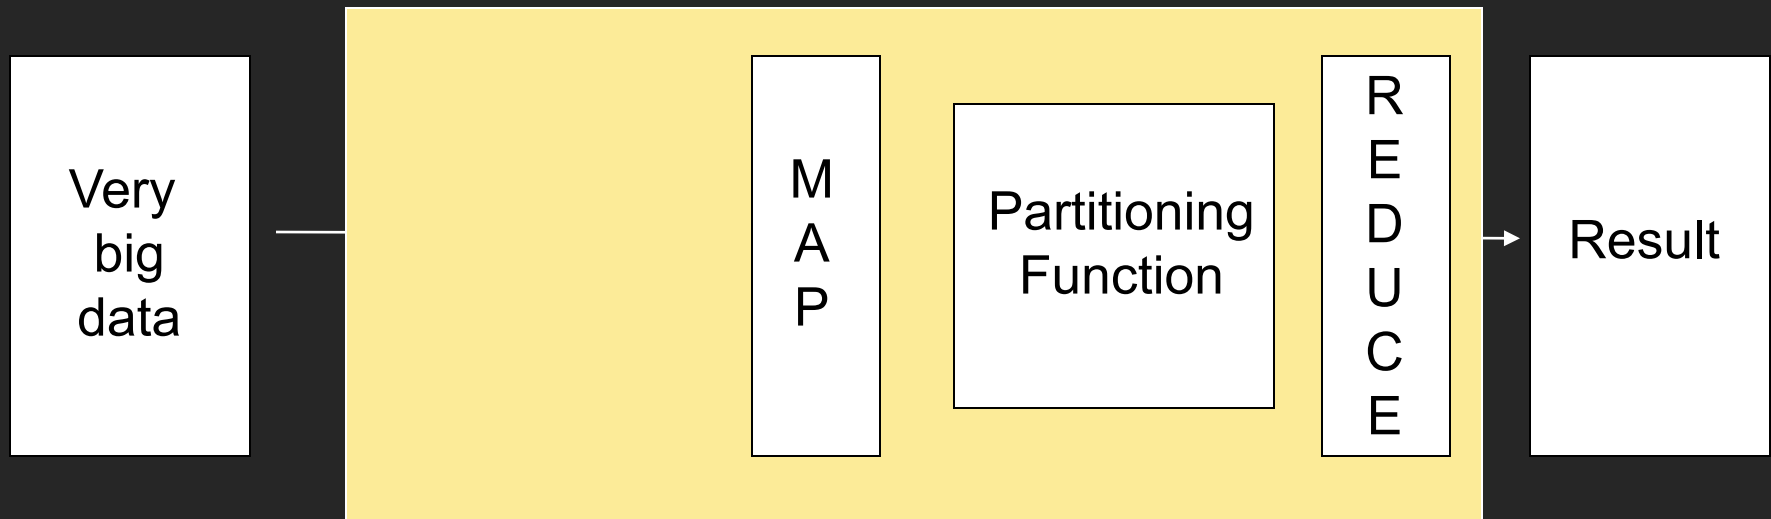 Very
big
data
M
A
P
Partitioning
Function
R
E
D
U
C
E
Result